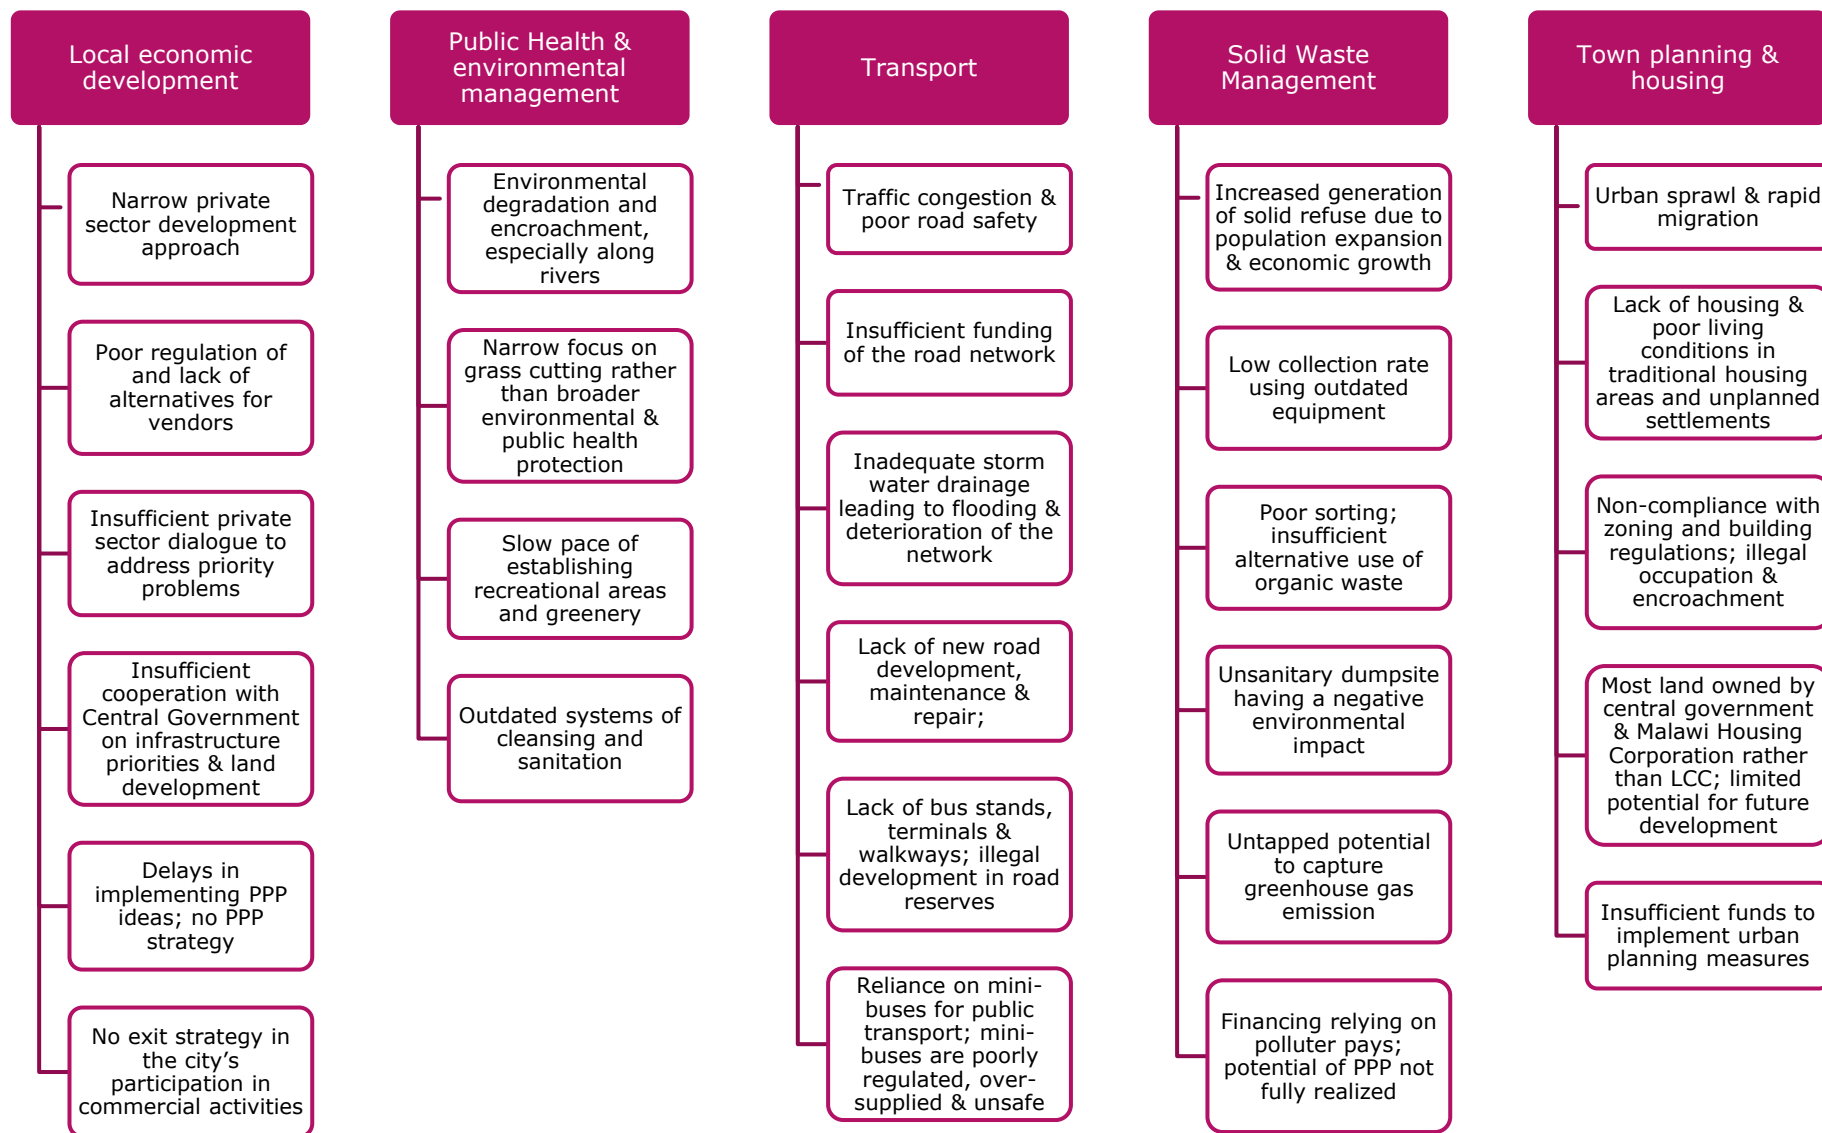 Local economic
development
Narrow private
sector development
approach
Poor regulation of
and lack of
alternatives for
vendors
Insufficient private
sector dialogue to
address priority
problems
Insufficient
cooperation with
Central Government
on infrastructure
priorities & land
development
Delays in
implementing PPP
ideas; no PPP
strategy
No exit strategy in
the city’s
participation in
commercial activities
Public Health &
environmental
management
Environmental
degradation and
encroachment,
especially along
rivers
Narrow focus on
grass cutting rather
than broader
environmental &
public health
protection
Slow pace of
establishing
recreational areas
and greenery
Outdated systems of
cleansing and
sanitation
Transport
Traffic congestion &
poor road safety
Insufficient funding
of the road network
Inadequate storm
water drainage
leading to flooding &
deterioration of the
network
Lack of new road
development,
maintenance &
repair;
Lack of bus stands,
terminals &
walkways; illegal
development in road
reserves
Reliance on mini-
buses for public
transport; mini-
buses are poorly
regulated, over-
supplied & unsafe
Solid Waste
Management
Increased generation
of solid refuse due to
population expansion
& economic growth
Low collection rate
using outdated
equipment
Poor sorting;
insufficient
alternative use of
organic waste
Unsanitary dumpsite
having a negative
environmental
impact
Untapped potential
to capture
greenhouse gas
emission
Financing relying on
polluter pays;
potential of PPP not
fully realized
Town planning &
housing
Urban sprawl & rapid
migration
Lack of housing &
poor living
conditions in
traditional housing
areas and unplanned
settlements
Non-compliance with
zoning and building
regulations; illegal
occupation &
encroachment
Most land owned by
central government
& Malawi Housing
Corporation rather
than LCC; limited
potential for future
development
Insufficient funds to
implement urban
planning measures